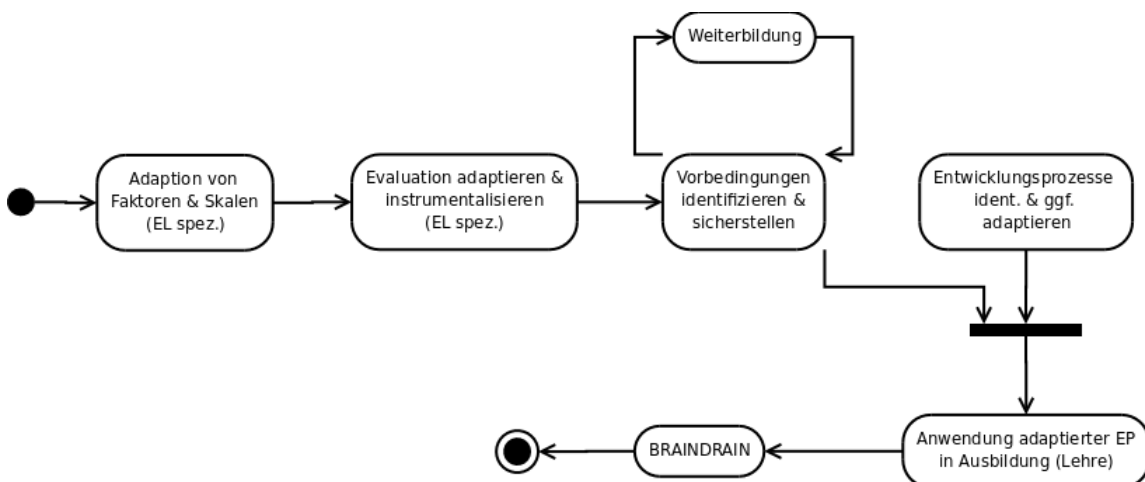 Weiterbildung
Adaption von
Faktoren & Skalen
(EL spez.)
Evaluation adaptieren &
instrumentalisieren
(EL spez.)
Vorbedingungen
identifizieren &
sicherstellen
Entwicklungsprozesse
ident. & ggf.
adaptieren
Anwendung adaptierter EP
in Ausbildung (Lehre)
BRAINDRAIN